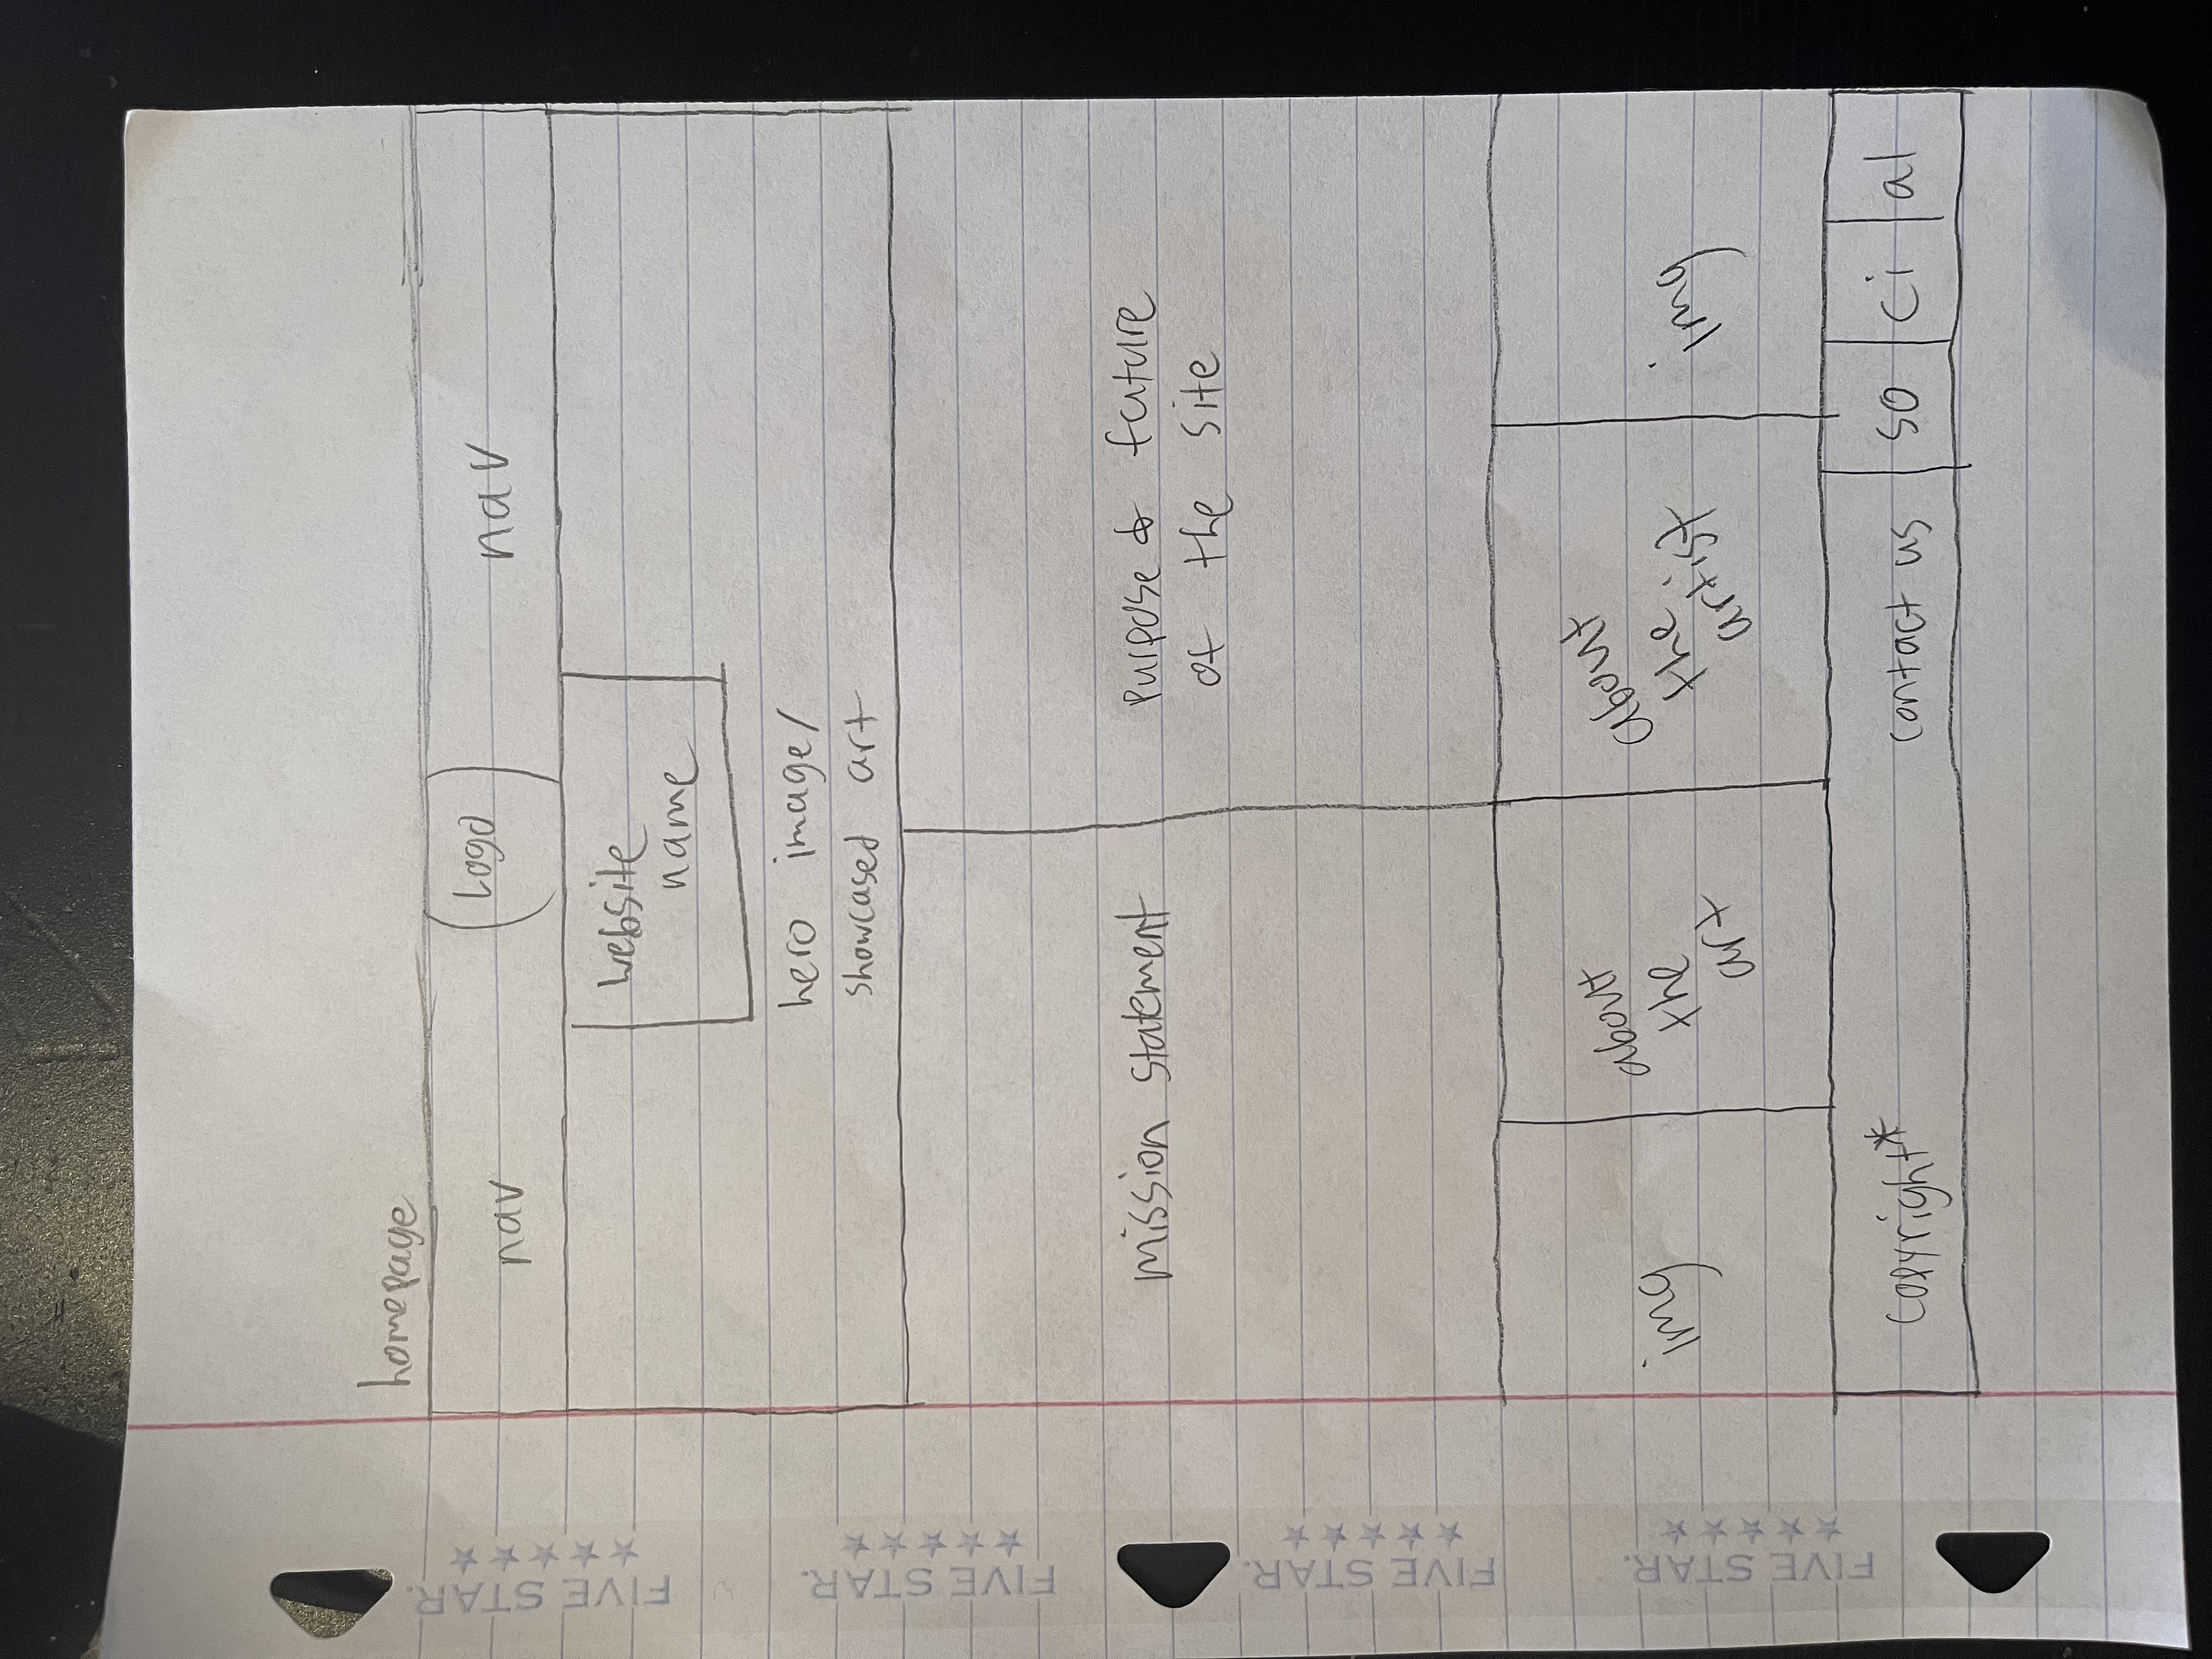 homepage
nav
Logo
nav
website
name
hero image/
showcased art
mission statement
purpose & future
of the site
img
about
the
art
about
the
artist
img
copyright*
contact us
so
ci
al
FIVE STAR.
★★★★★
FIVE STAR.
★★★★★
FIVE STAR.
★★★★★
FIVE STAR.
★★★★★